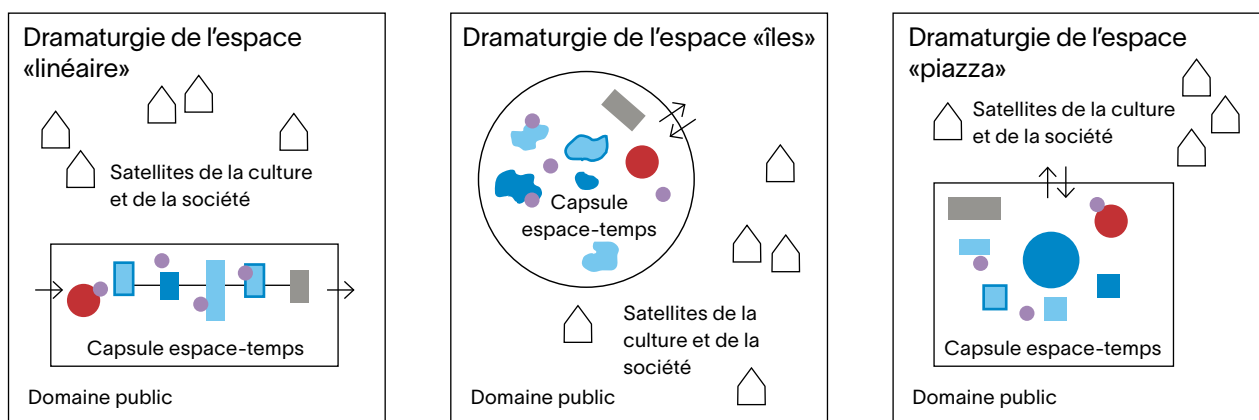 Dramaturgie de l’espace
«linéaire»
Satellites de la culture
et de la société
Capsule espace-temps
Domaine public
Dramaturgie de l’espace «îles»
Capsule
espace-temps
Satellites de la
culture et de la
société
Domaine public
Dramaturgie de l’espace
«piazza»
Satellites de la culture
et de la société
Capsule espace-temps
Domaine public